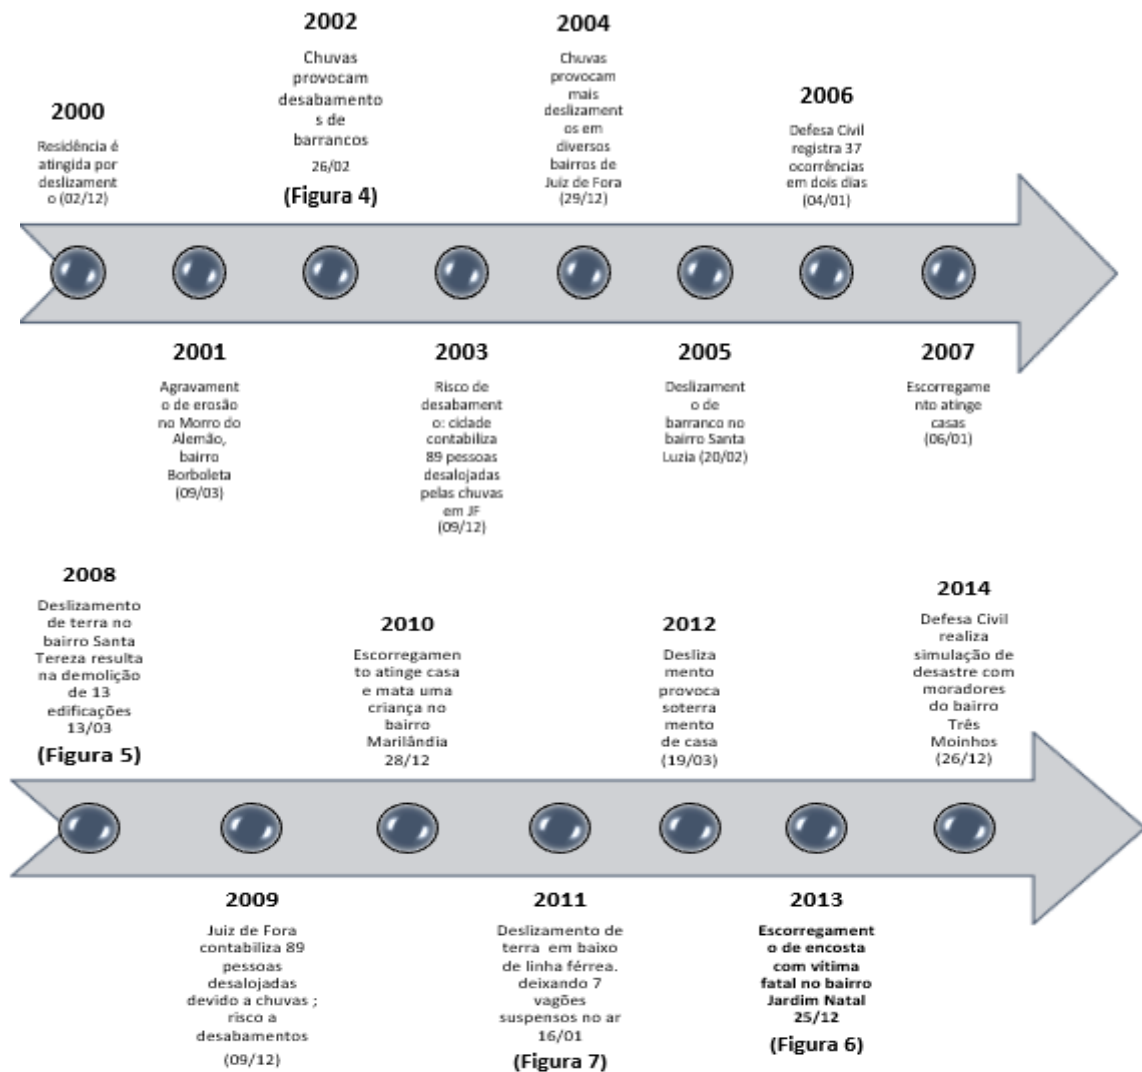 2000
Residência é
atingida por
deslizament
o (02/12)
2001
Agravament
o de erosão
no Morro do
Alemão,
bairro
Borboleta
(09/03)
2002
Chuvas
provocam
desabamento
s de
barrancos
26/02
(Figura 4)
2003
Risco de
desabament
o: cidade
contabiliza
89 pessoas
desalojadas
pelas chuvas
em JF
(09/12)
2004
Chuvas
provocam
mais
deslizament
os em
diversos
bairros de
Juiz de Fora
(29/12)
2005
Deslizament
o de
barranco no
bairro Santa
Luzia (20/02)
2006
Defesa Civil
registra 37
ocorrências
em dois dias
(04/01)
2007
Escorregame
nto atinge
casas
(06/01)
2008
Deslizamento
de terra no
bairro Santa
Tereza resulta
na demolição
de 13
edificações
13/03
(Figura 5)
2009
Juiz de Fora
contabiliza 89
pessoas
desalojadas
devido a chuvas ;
risco a
desabamentos
(09/12)
2010
Escorregamen
to atinge casa
e mata uma
criança no
bairro
Marilândia
28/12
2011
Deslizamento de
terra em baixo
de linha férrea.
deixando 7
vagões
suspensos no ar
16/01
(Figura 7)
2012
Desliza
mento
provoca
soterra
mento
de casa
(19/03)
2013
Escorregament
o de encosta
com vítima
fatal no bairro
Jardim Natal
25/12
(Figura 6)
2014
Defesa Civil
realiza
simulação de
desastre com
moradores
do bairro
Três
Moinhos
(26/12)